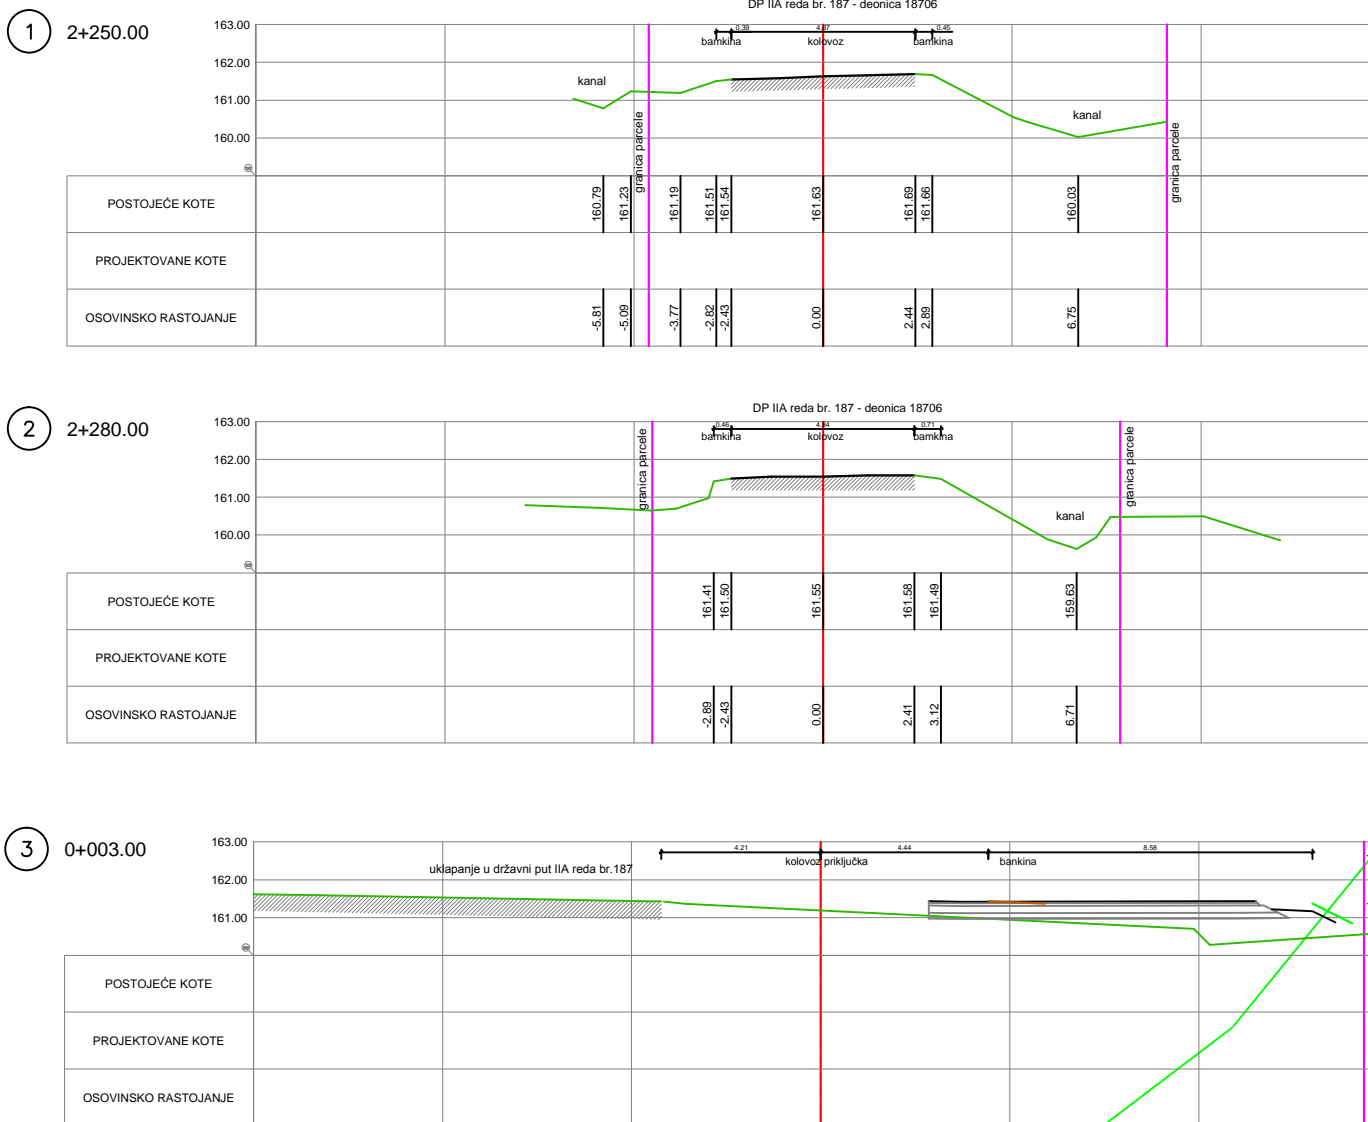 DP IIA reda br. 187 - deonica 18706
1 2+250.00
163.00
0.39 4.87 0.45
bamkina kolovoz bamkina
162.00
kanal
161.00
kanal
160.00
granica parcele
granica parcele
POSTOJEĆE KOTE 160.79 161.23 161.19 161.51 161.54 161.63 161.69 161.66 160.03
PROJEKTOVANE KOTE
OSOVINSKO RASTOJANJE -5.81 -5.09 -3.77 -2.82 -2.43 0.00 2.44 2.89 6.75
DP IIA reda br. 187 - deonica 18706
2 2+280.00
163.00
0.46 4.84 0.71
bamkina kolovoz bamkina
granica parcele
granica parcele
162.00
161.00
kanal
160.00
POSTOJEĆE KOTE 161.41 161.50 161.55 161.58 161.49 159.63
PROJEKTOVANE KOTE
OSOVINSKO RASTOJANJE -2.89 -2.43 0.00 2.41 3.12 6.71
3 0+003.00
163.00
4.21 4.44 8.58
kolovoz priključka bankina
uklapanje u državni put IIA reda br.187
162.00
161.00
POSTOJEĆE KOTE
PROJEKTOVANE KOTE
OSOVINSKO RASTOJANJE